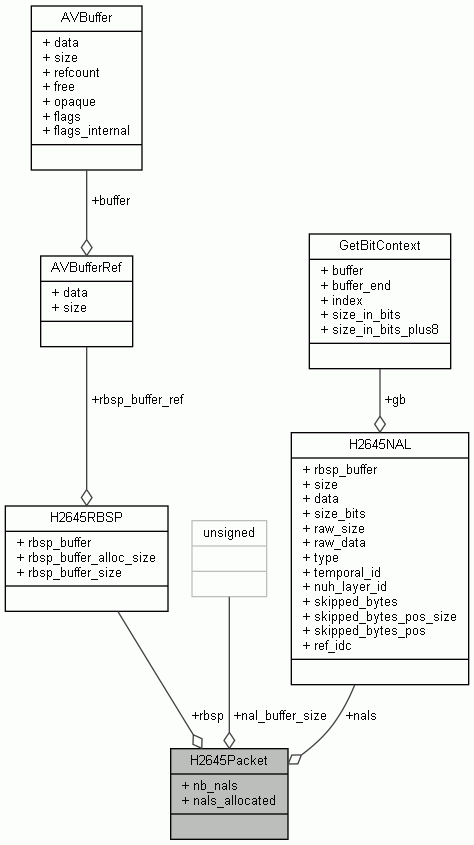 AVBuffer
+ data
+ size
+ refcount
+ free
+ opaque
+ flags
+ flags_internal
+buffer
AVBufferRef
+ data
+ size
GetBitContext
+ buffer
+ buffer_end
+ index
+ size_in_bits
+ size_in_bits_plus8
+rbsp_buffer_ref
+gb
H2645RBSP
+ rbsp_buffer
+ rbsp_buffer_alloc_size
+ rbsp_buffer_size
unsigned
H2645NAL
+ rbsp_buffer
+ size
+ data
+ size_bits
+ raw_size
+ raw_data
+ type
+ temporal_id
+ nuh_layer_id
+ skipped_bytes
+ skipped_bytes_pos_size
+ skipped_bytes_pos
+ ref_idc
+rbsp
+nal_buffer_size
+nals
H2645Packet
+ nb_nals
+ nals_allocated